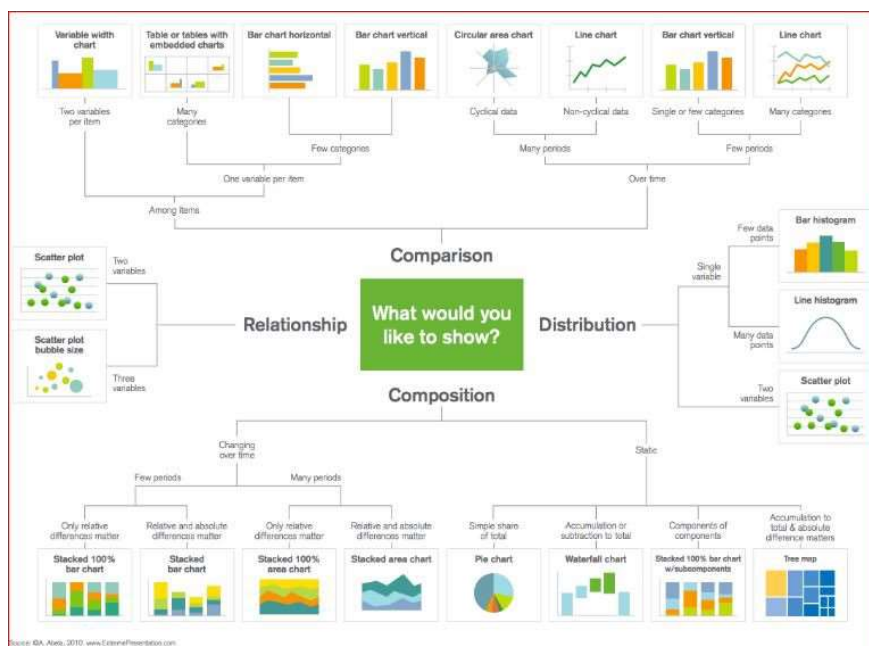 Variable width
chart
Table or tables with
embedded charts
Bar chart horizontal
Bar chart vertical
Circular area chart
Line chart
Bar chart vertical
Line chart
Two variables
per item
Many
categories
Cyclical data
Non-cyclical data
Single or few categories
Many categories
Few categories
Many periods
Few periods
One variable per item
Over time
Among items
Comparison
Scatter plot
Two
variables
Scatter plot
bubble size
Three
variables
Relationship
What would you
like to show?
Distribution
Single
variable
Few data
points
Bar histogram
Many data
points
Line histogram
Two
variables
Scatter plot
Composition
Changing
over time
Static
Few periods
Many periods
Only relative
differences matter
Relative and absolute
differences matter
Only relative
differences matter
Relative and absolute
differences matter
Simple share
of total
Accumulation or
subtraction to total
Components of
components
Accumulation to
total & absolute
difference matters
Stacked 100%
bar chart
Stacked
bar chart
Stacked 100%
area chart
Stacked area chart
Pie chart
Waterfall chart
Stacked 100% bar chart
w/subcomponents
Tree map
Source: ©A. Abela, 2010. www.ExtremePresentation.com